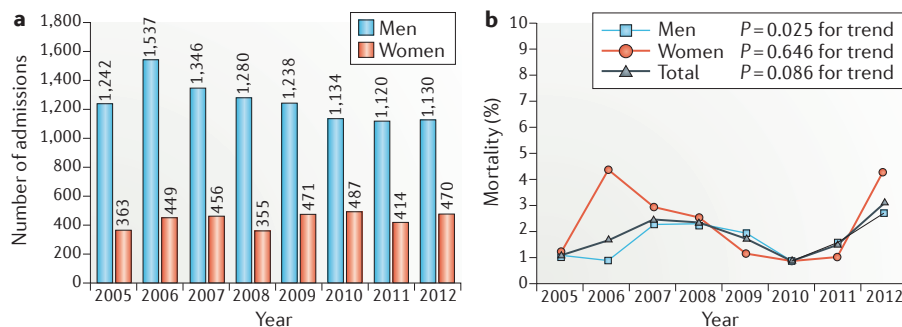 a
Number of admissions
1,800
1,600
1,400
1,200
1,000
800
600
400
200
0
Men
Women
1,242
363
1,537
449
1,346
456
1,280
355
1,238
471
1,134
487
1,120
414
1,130
470
2005 2006 2007 2008 2009 2010 2011 2012
Year
b
Mortality (%)
10
9
8
7
6
5
4
3
2
1
0
Men P = 0.025 for trend
Women P = 0.646 for trend
Total P = 0.086 for trend
2005 2006 2007 2008 2009 2010 2011 2012
Year